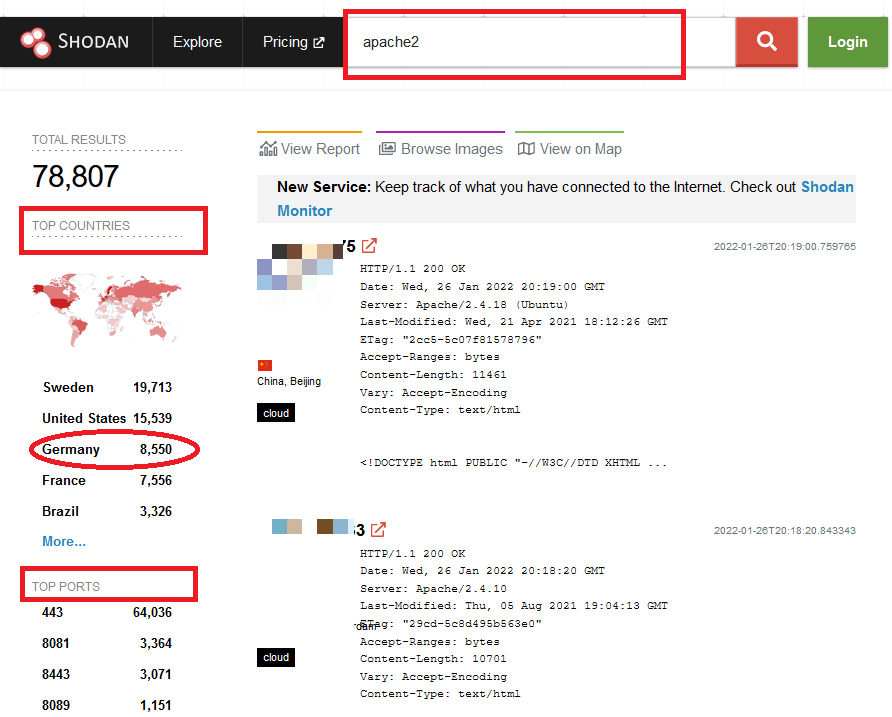 SHODAN Explore Pricing apache2 Login
TOTAL RESULTS
78,807
TOP COUNTRIES
Sweden 19,713
United States 15,539
Germany 8,550
France 7,556
Brazil 3,326
More...
TOP PORTS
443 64,036
8081 3,364
8443 3,071
8089 1,151
View Report Browse Images View on Map
New Service: Keep track of what you have connected to the Internet. Check out Shodan
Monitor
2022-01-26T20:19:00.759765
HTTP/1.1 200 OK
Date: Wed, 26 Jan 2022 20:19:00 GMT
Server: Apache/2.4.18 (Ubuntu)
Last-Modified: Wed, 21 Apr 2021 18:12:26 GMT
ETag: "2cc5-5c07f81578796"
Accept-Ranges: bytes
Content-Length: 11461
Vary: Accept-Encoding
Content-Type: text/html
China, Beijing
cloud
<!DOCTYPE html PUBLIC "-//W3C//DTD XHTML ...
2022-01-26T20:18:20.843343
HTTP/1.1 200 OK
Date: Wed, 26 Jan 2022 20:18:20 GMT
Server: Apache/2.4.10
Last-Modified: Thu, 05 Aug 2021 19:04:13 GMT
ETag: "29cd-5c8d495b563e0"
Accept-Ranges: bytes
Content-Length: 10701
Vary: Accept-Encoding
Content-Type: text/html
cloud